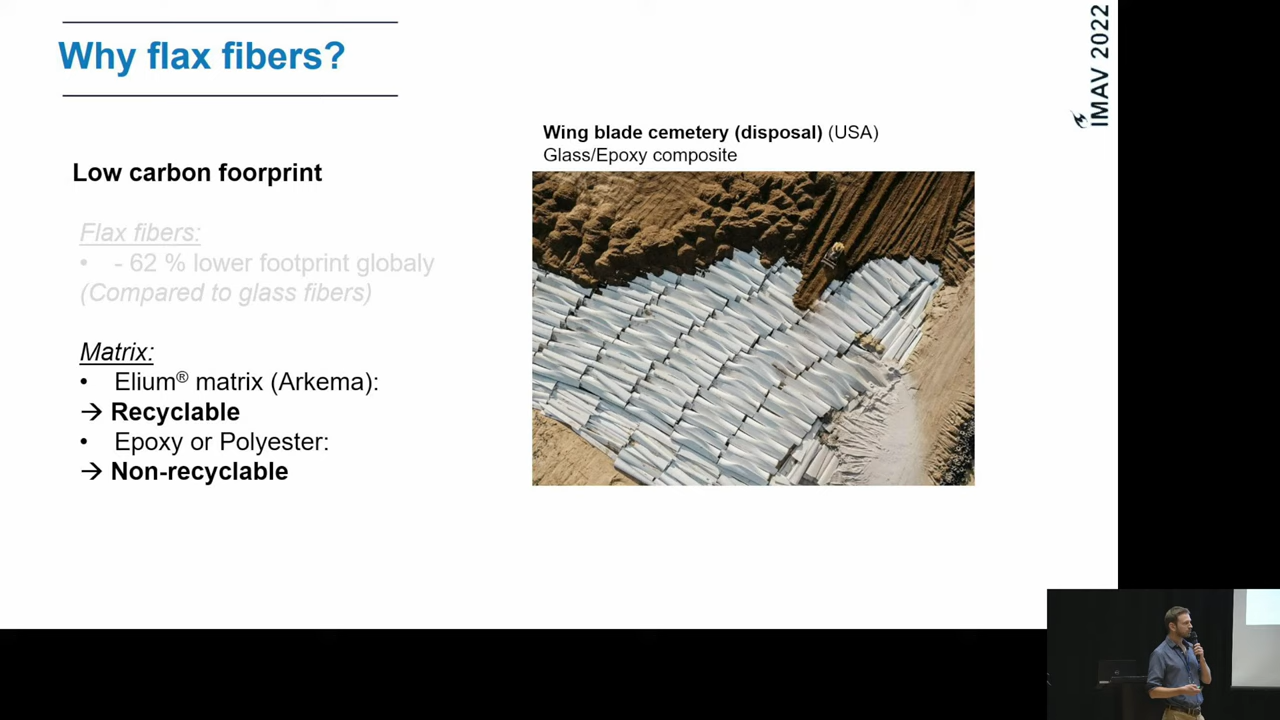 Why flax fibers?
IMAV 2022
Low carbon foorprint
Flax fibers:
• - 62 % lower footprint globaly
(Compared to glass fibers)
Matrix:
• Elium® matrix (Arkema):
→ Recyclable
• Epoxy or Polyester:
→ Non-recyclable
Wing blade cemetery (disposal) (USA)
Glass/Epoxy composite